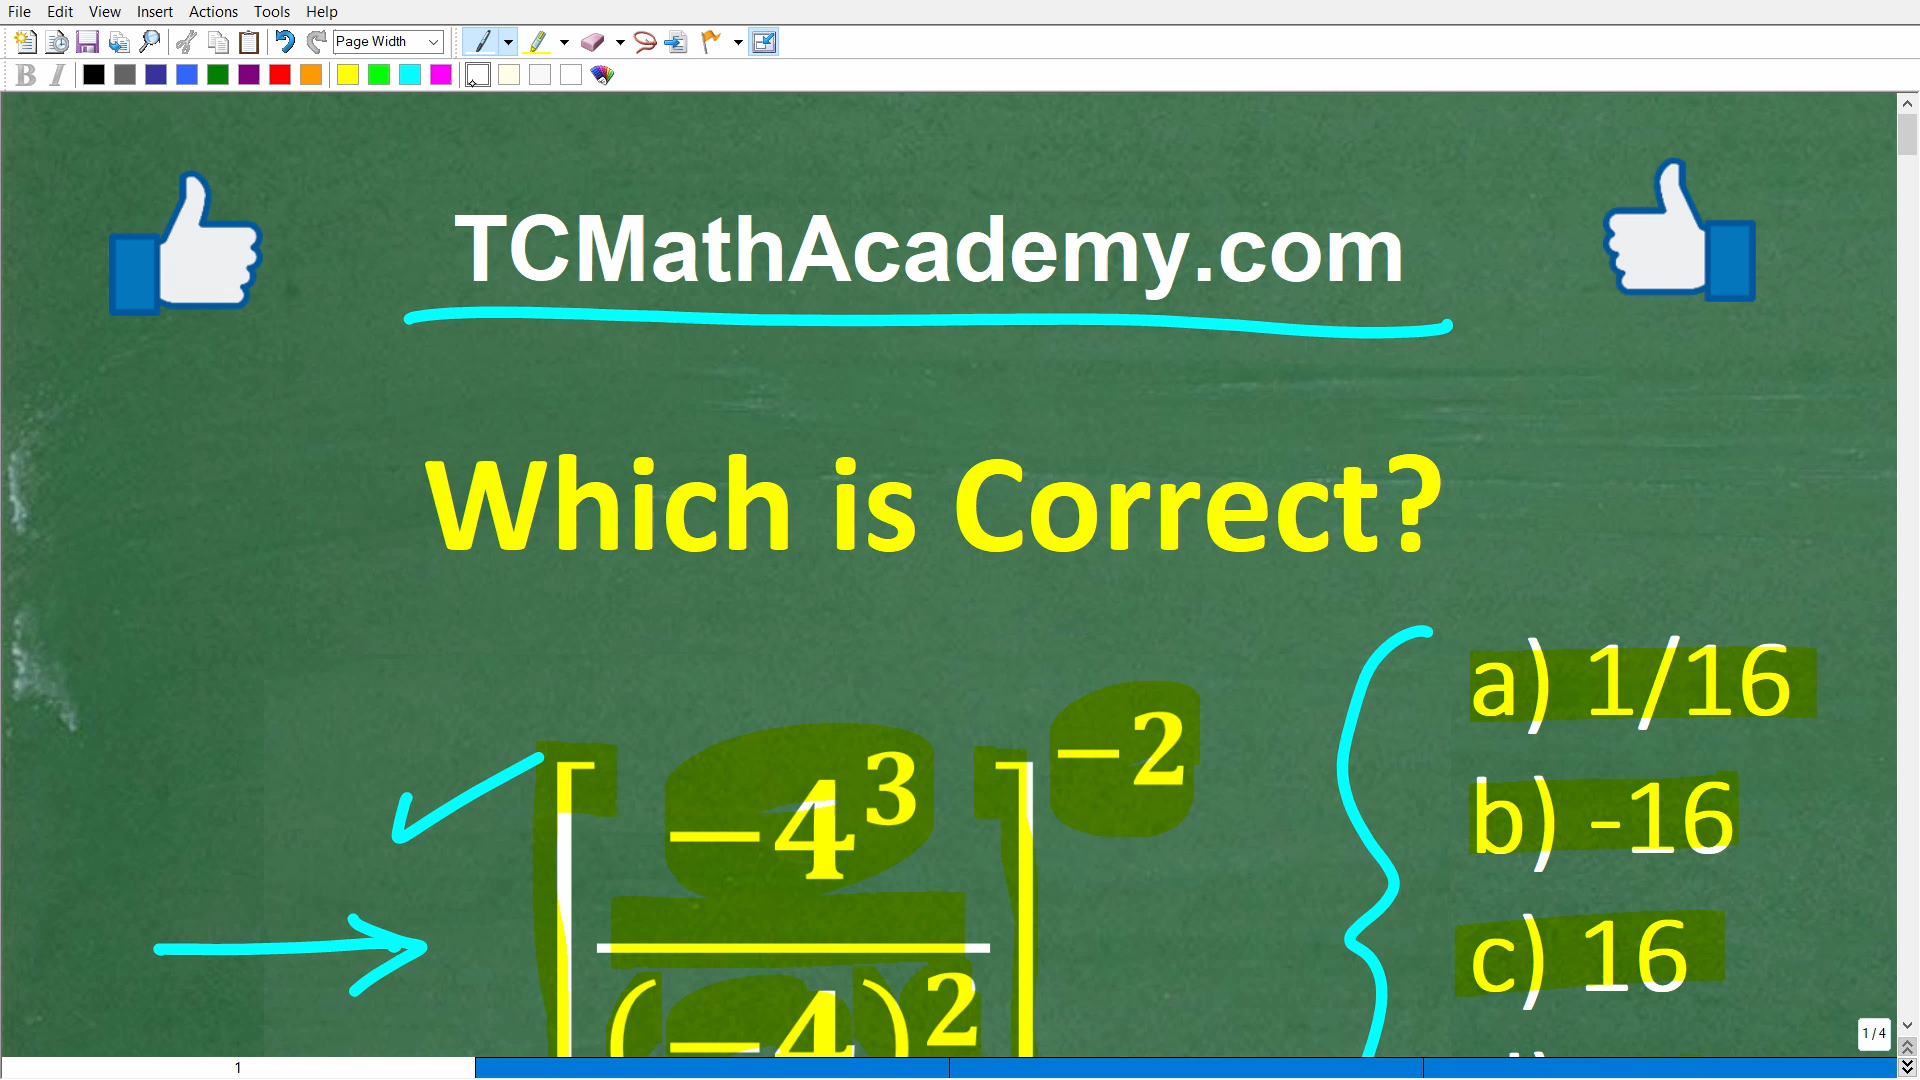 File Edit View Insert Actions Tools Help
Page Width
B I
TCMathAcademy.com
Which is Correct?
a) 1/16
[−4³
(−4)²]⁻²
b) -16
c) 16
1 / 4
1